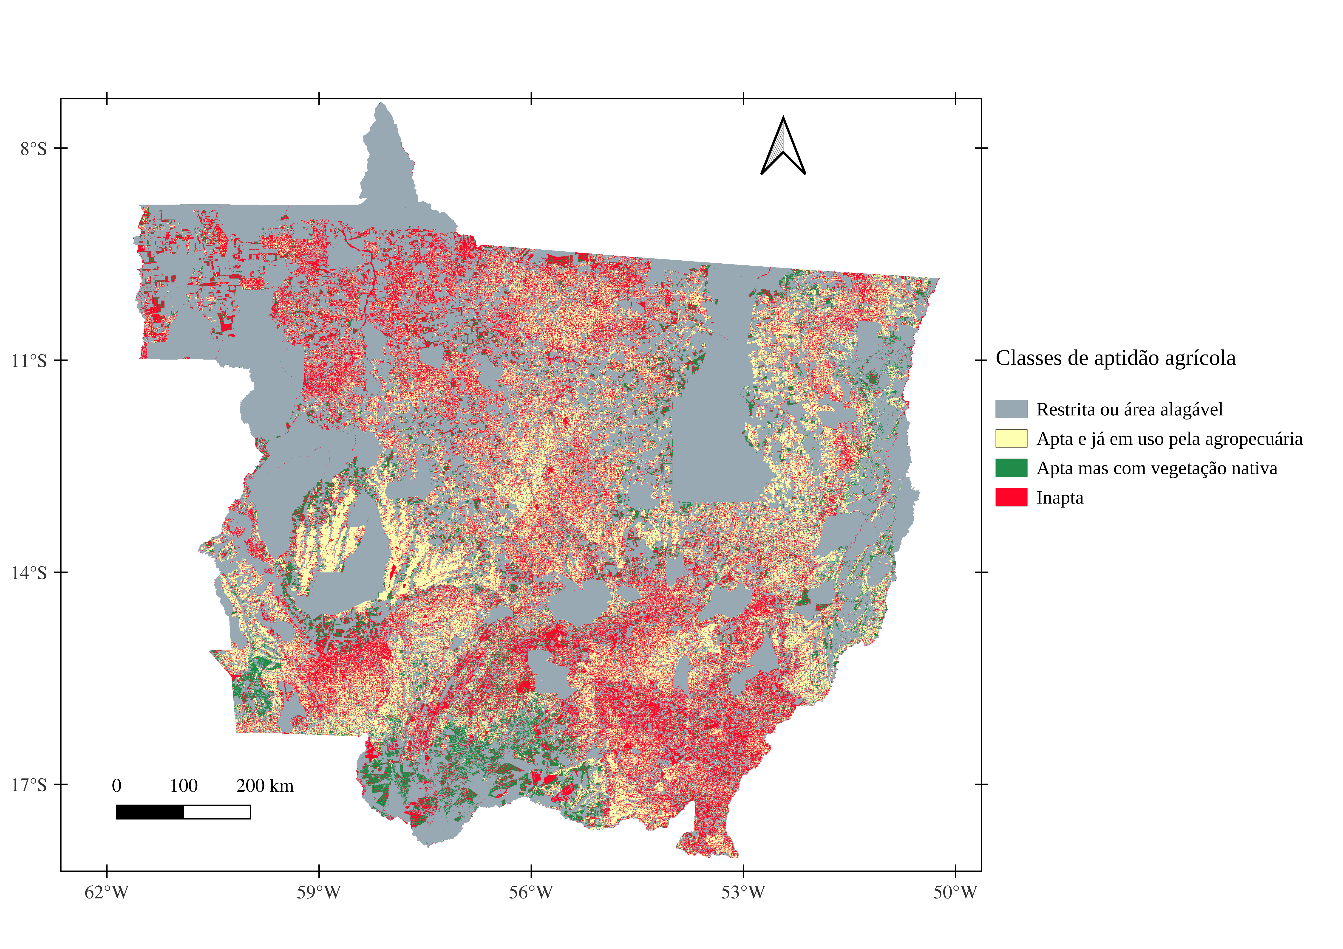 8°S
11°S
14°S
17°S
0 100 200 km
62°W 59°W 56°W 53°W 50°W
Classes de aptidão agrícola
Restrita ou área alagável
Apta e já em uso pela agropecuária
Apta mas com vegetação nativa
Inapta